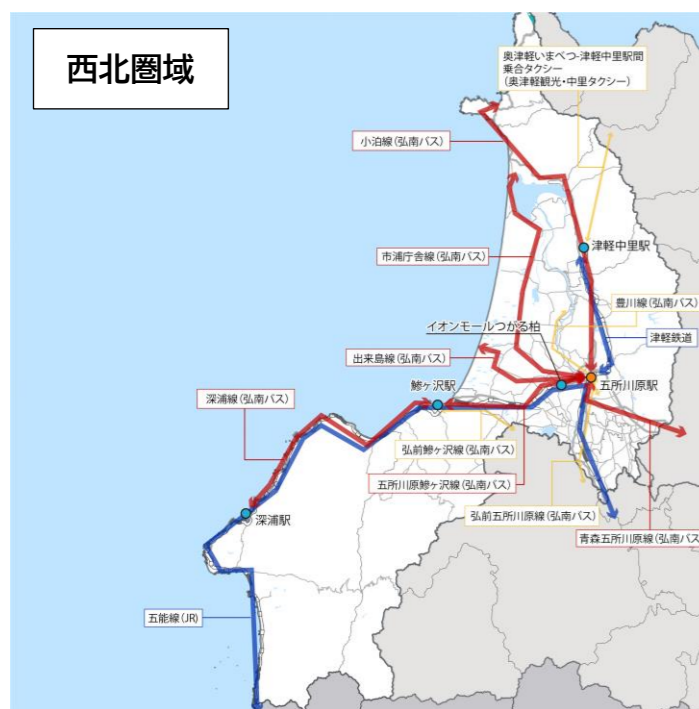 西北圏域
奥津軽いまべつ-津軽中里駅間
乗合タクシー
(奥津軽観光・中里タクシー)
小泊線(弘南バス)
津軽中里駅
市浦庁舎線(弘南バス)
豊川線(弘南バス)
イオンモールつがる柏
津軽鉄道
出来島線(弘南バス)
五所川原駅
鰺ヶ沢駅
深浦線(弘南バス)
弘前鰺ヶ沢線(弘南バス)
五所川原鰺ヶ沢線(弘南バス)
深浦駅
弘前五所川原線(弘南バス)
青森五所川原線(弘南バス
五能線(JR)